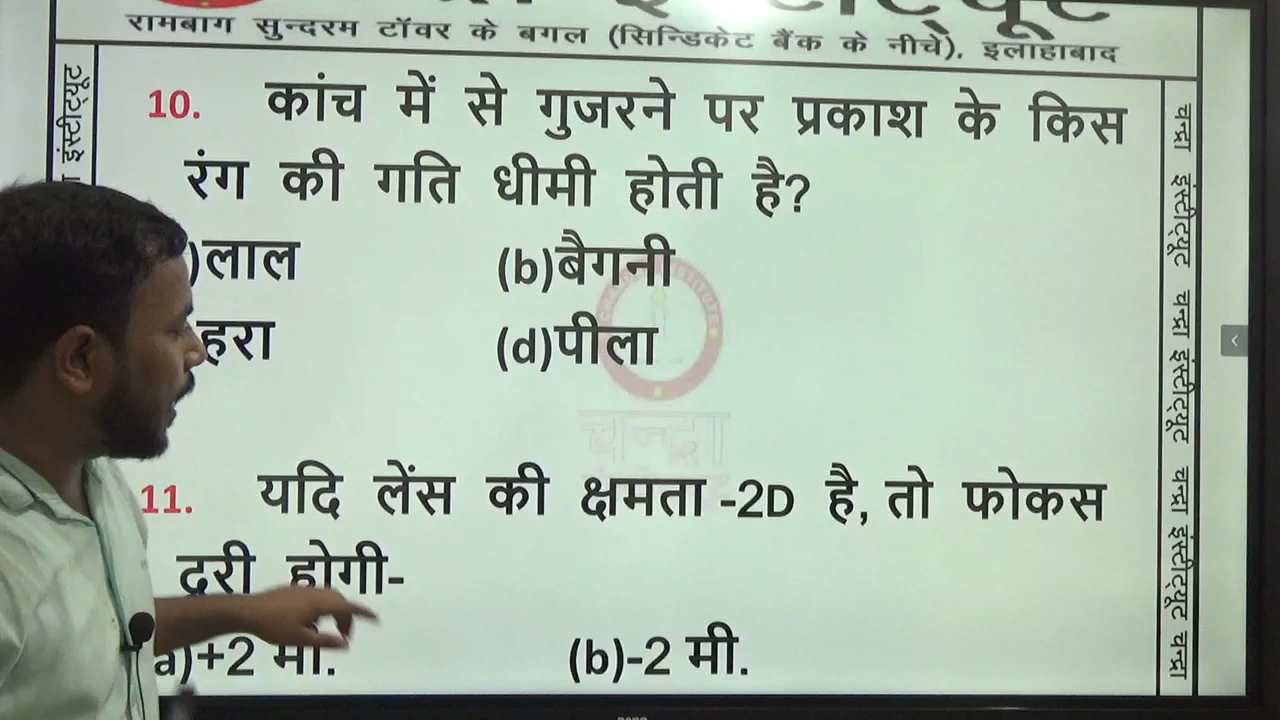 रामबाग सुन्दरम टॉवर के बगल (सिन्डिकेट बैंक के नीचे). इलाहाबाद
इंस्टीट्यूट
10. कांच में से गुजरने पर प्रकाश के किस
रंग की गति धीमी होती है?
)लाल (b)बैगनी
हरा (d)पीला
चन्द्रा
11. यदि लेंस की क्षमता -2D है, तो फोकस
दूरी होगी-
a)+2 मी. (b)-2 मी.
चन्द्रा इंस्टीट्यूट चन्द्रा इंस्टीट्यूट चन्द्रा इंस्टीट्यूट चन्द्रा